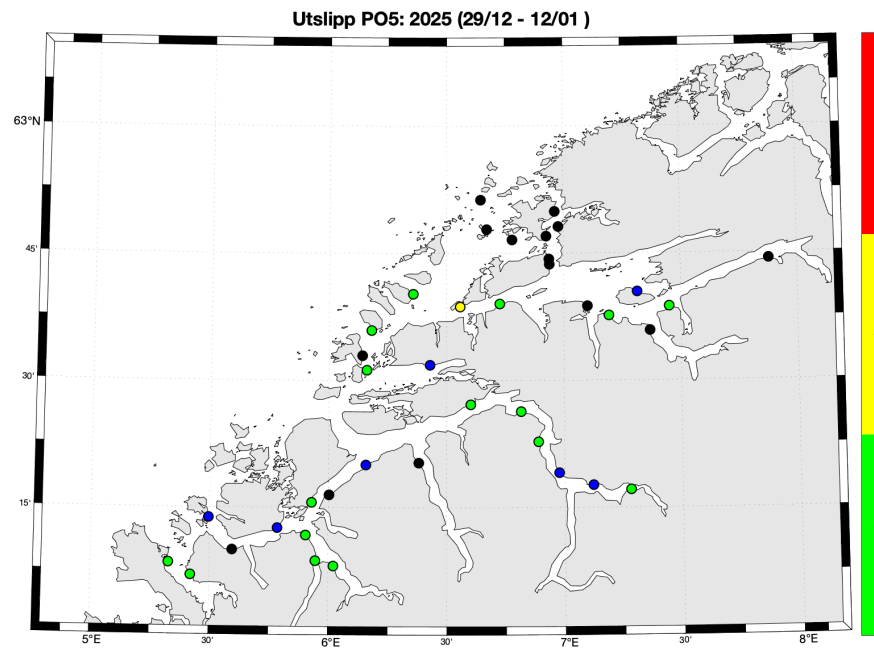 Utslipp PO5: 2025 (29/12 - 12/01 )
63°N
45'
30'
15'
5°E
30'
6°E
30'
7°E
30'
8°E